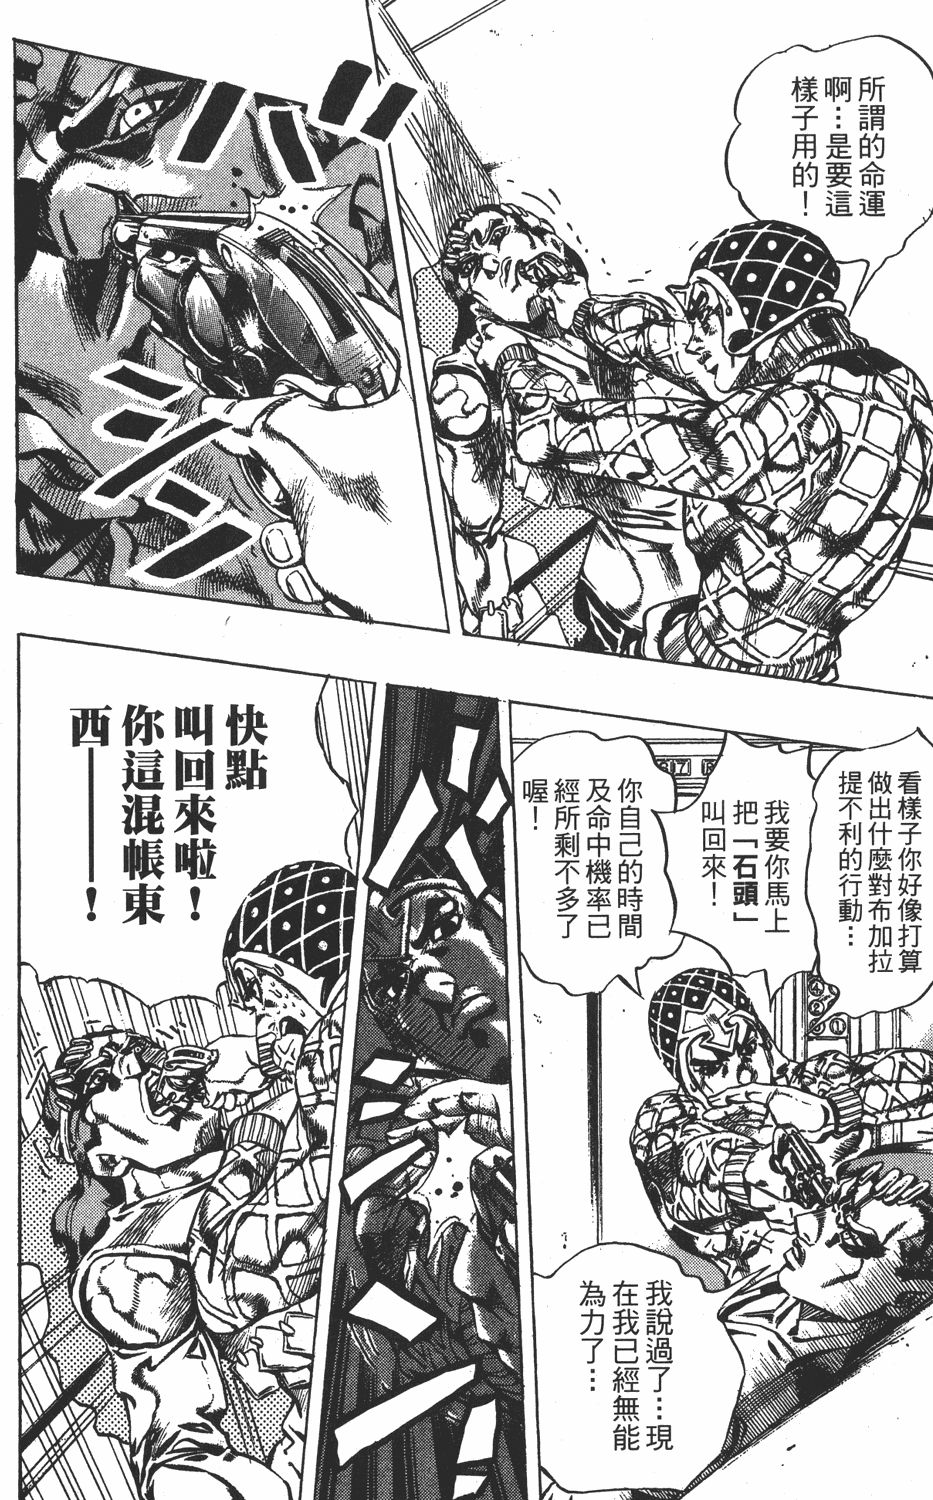 所謂的命運
啊…是要這
樣子用的！
バ
シッ
看樣子你好像打算
做出什麼對布加拉
提不利的行動…
我要你馬上
把「石頭」
叫回來！
你自己的時間
及命中機率已
經所剩不多了
喔！
我說過了…現
在我已經無能
為力了…
快點
叫回來啦！
你這混帳東
西——！